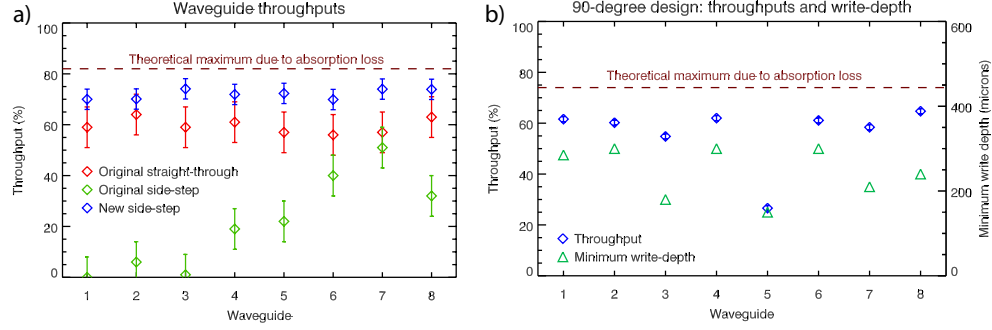 a)
Waveguide throughputs
100
80
60
40
20
0
Throughput (%)
Theoretical maximum due to absorption loss
Original straight-through
Original side-step
New side-step
1 2 3 4 5 6 7 8
Waveguide
b)
90-degree design: throughputs and write-depth
100
80
60
40
20
0
Throughput (%)
Theoretical maximum due to absorption loss
Throughput
Minimum write-depth
1 2 3 4 5 6 7 8
Waveguide
600
400
200
0
Minimum write depth (microns)